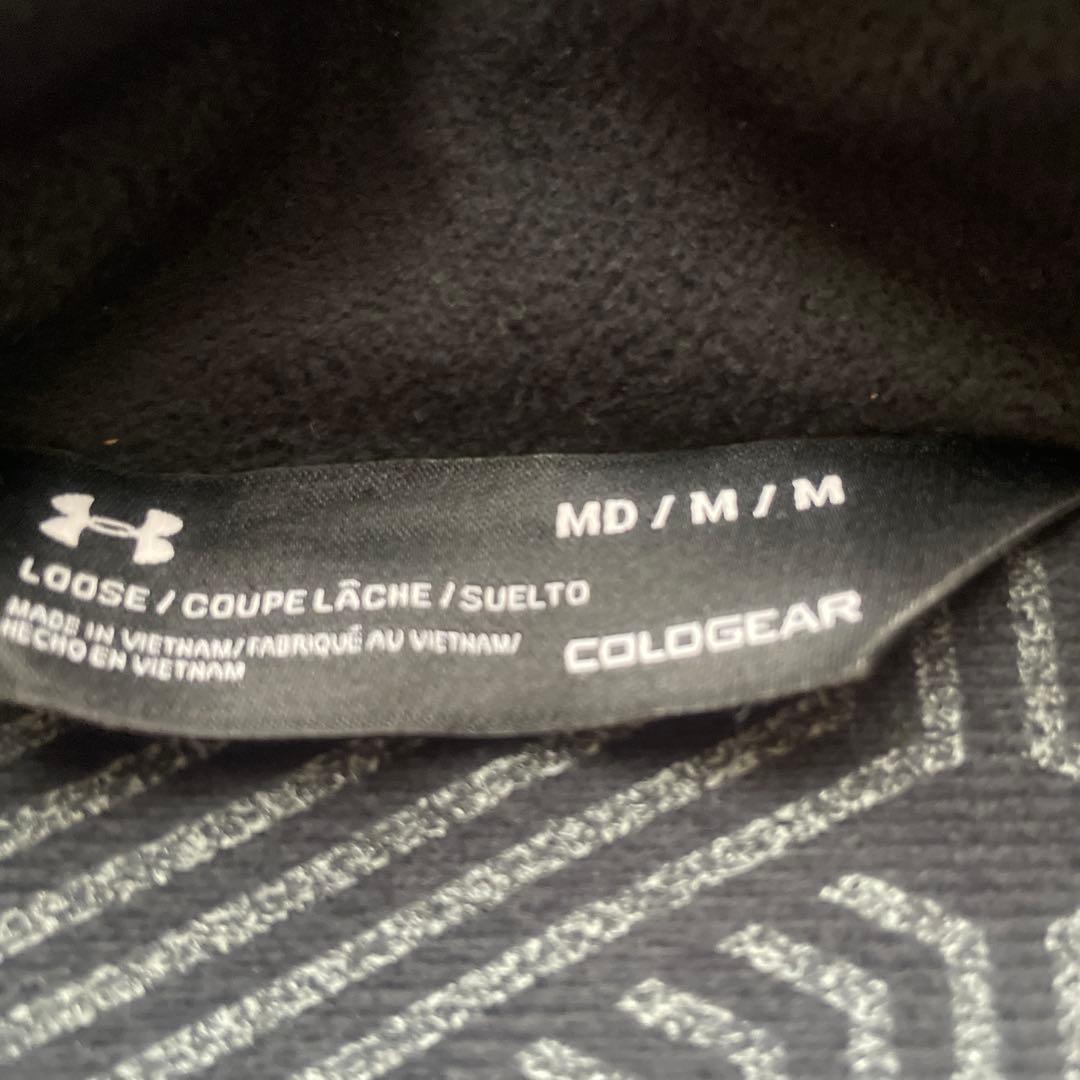 MD / M / M
LOOSE / COUPE LÂCHE / SUELTO
MADE IN VIETNAM/FABRIQUÉ AU VIETNAM/
HECHO EN VIETNAM
COLDGEAR